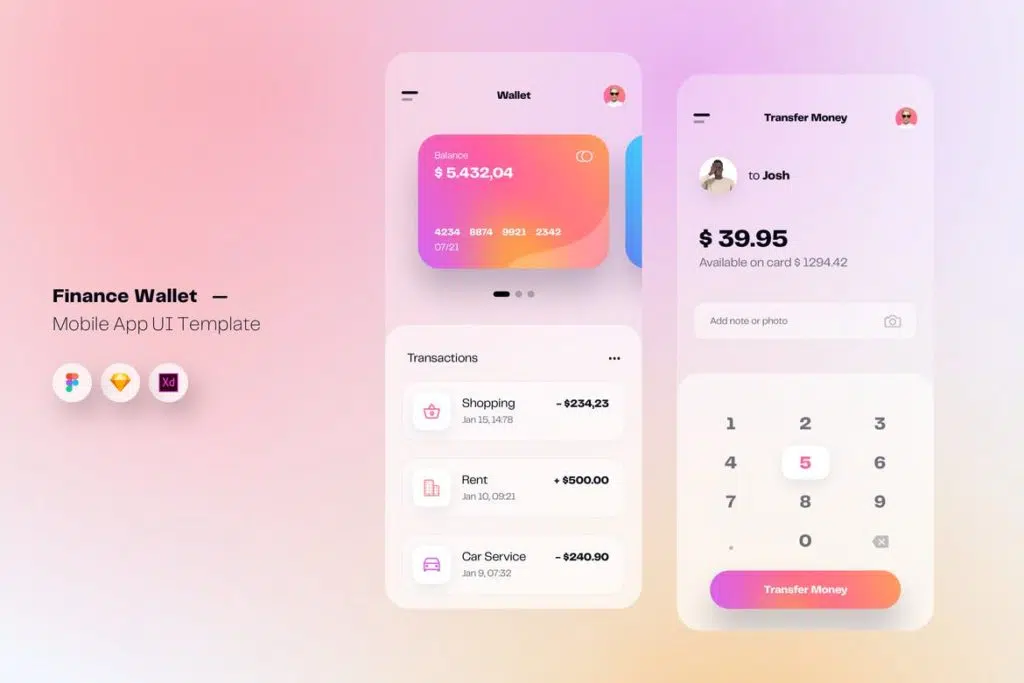 Finance Wallet —
Mobile App UI Template
Xd
Wallet
Balance
$ 5.432,04
4234 8874 9921 2342
07/21
Transactions
Shopping
- $234,23
Jan 15, 14:78
Rent
+ $500.00
Jan 10, 09:21
Car Service
- $240.90
Jan 9, 07:32
Transfer Money
to Josh
$ 39.95
Available on card $ 1294.42
Add note or photo
1 2 3
4 5 6
7 8 9
. 0
Transfer Money